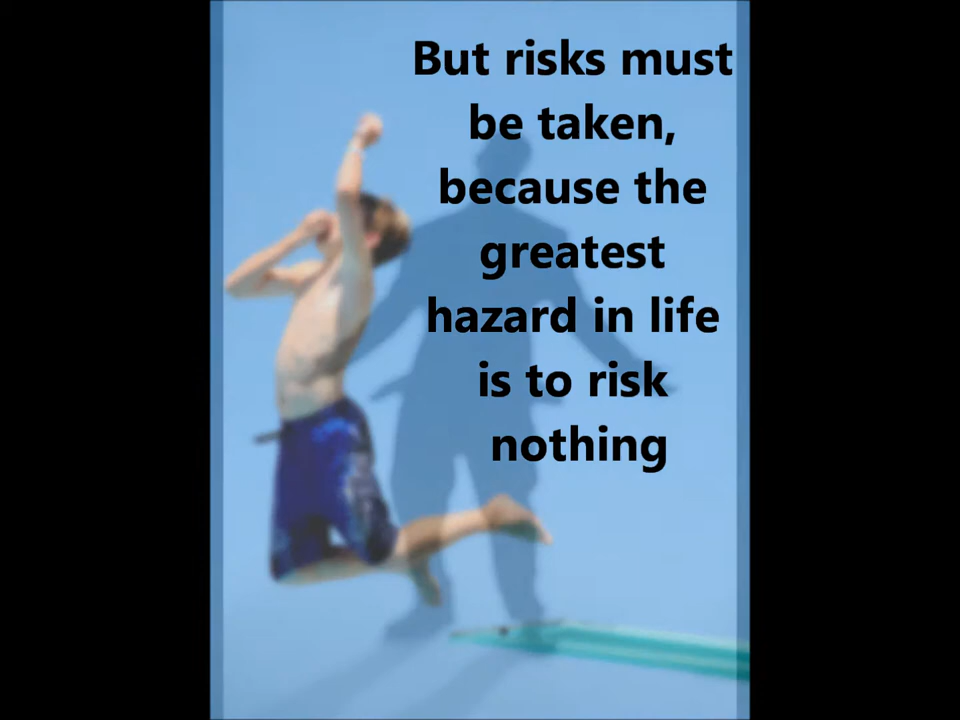 But risks must
be taken,
because the
greatest
hazard in life
is to risk
nothing